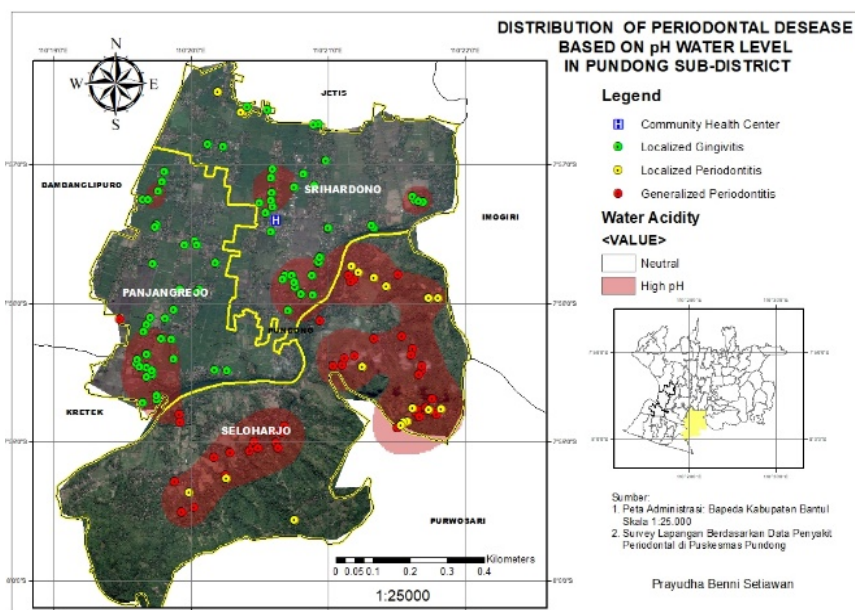 DISTRIBUTION OF PERIODONTAL DESEASE
BASED ON pH WATER LEVEL
IN PUNDONG SUB-DISTRICT
Legend
H Community Health Center
Localized Gingivitis
Localized Periodontitis
Generalized Periodontitis
Water Acidity
<VALUE>
Neutral
High pH
N
W E
S
JETIS
BAMBANGLIPURO
SRIHARDONO
IMOGIRI
H
PANJANGREJO
PUNDONG
KRETEK
SELOHARJO
PURWOSARI
Kilometers
0 0.05 0.1 0.2 0.3 0.4
1:25000
Sumber:
1. Peta Administrasi: Bapeda Kabupaten Bantul
Skala 1:25.000
2. Survey Lapangan Berdasarkan Data Penyakit
Periodontal di Puskesmas Pundong
Prayudha Benni Setiawan